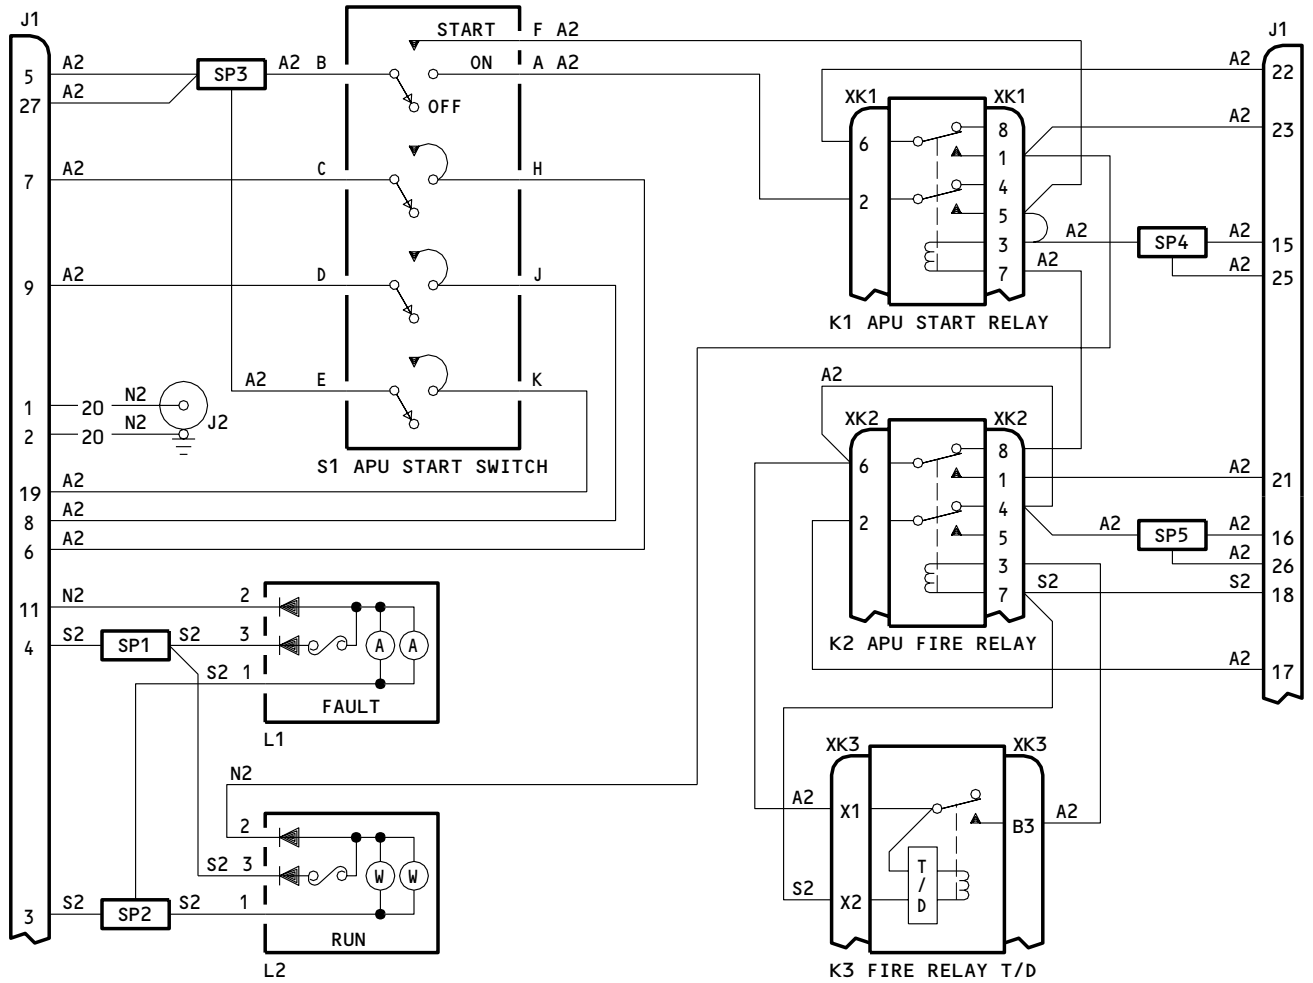 J1
START F A2
J1
5 A2 SP3 A2 B ON A A2
A2 22
27 A2
OFF
XK1 XK1
A2 23
6 8
1
7 A2 C H
2 4
5
3 A2 SP4 A2 15
7 A2
A2 25
9 A2 D J
K1 APU START RELAY
A2 E K
A2
1 20 N2
2 20 N2
J2
XK2 XK2
S1 APU START SWITCH
6 8
1 A2 21
19 A2
8 A2
6 A2
2 4
5 A2 SP5 A2 16
3 A2 26
7 S2 S2 18
11 N2 2
4 S2 SP1 S2 3 A A
S2 1
FAULT
L1
K2 APU FIRE RELAY
A2 17
XK3 XK3
N2
A2 X1
B3 A2
2
S2 3 W W
T/D
S2 X2
3 S2 SP2 S2 1
RUN
L2
K3 FIRE RELAY T/D